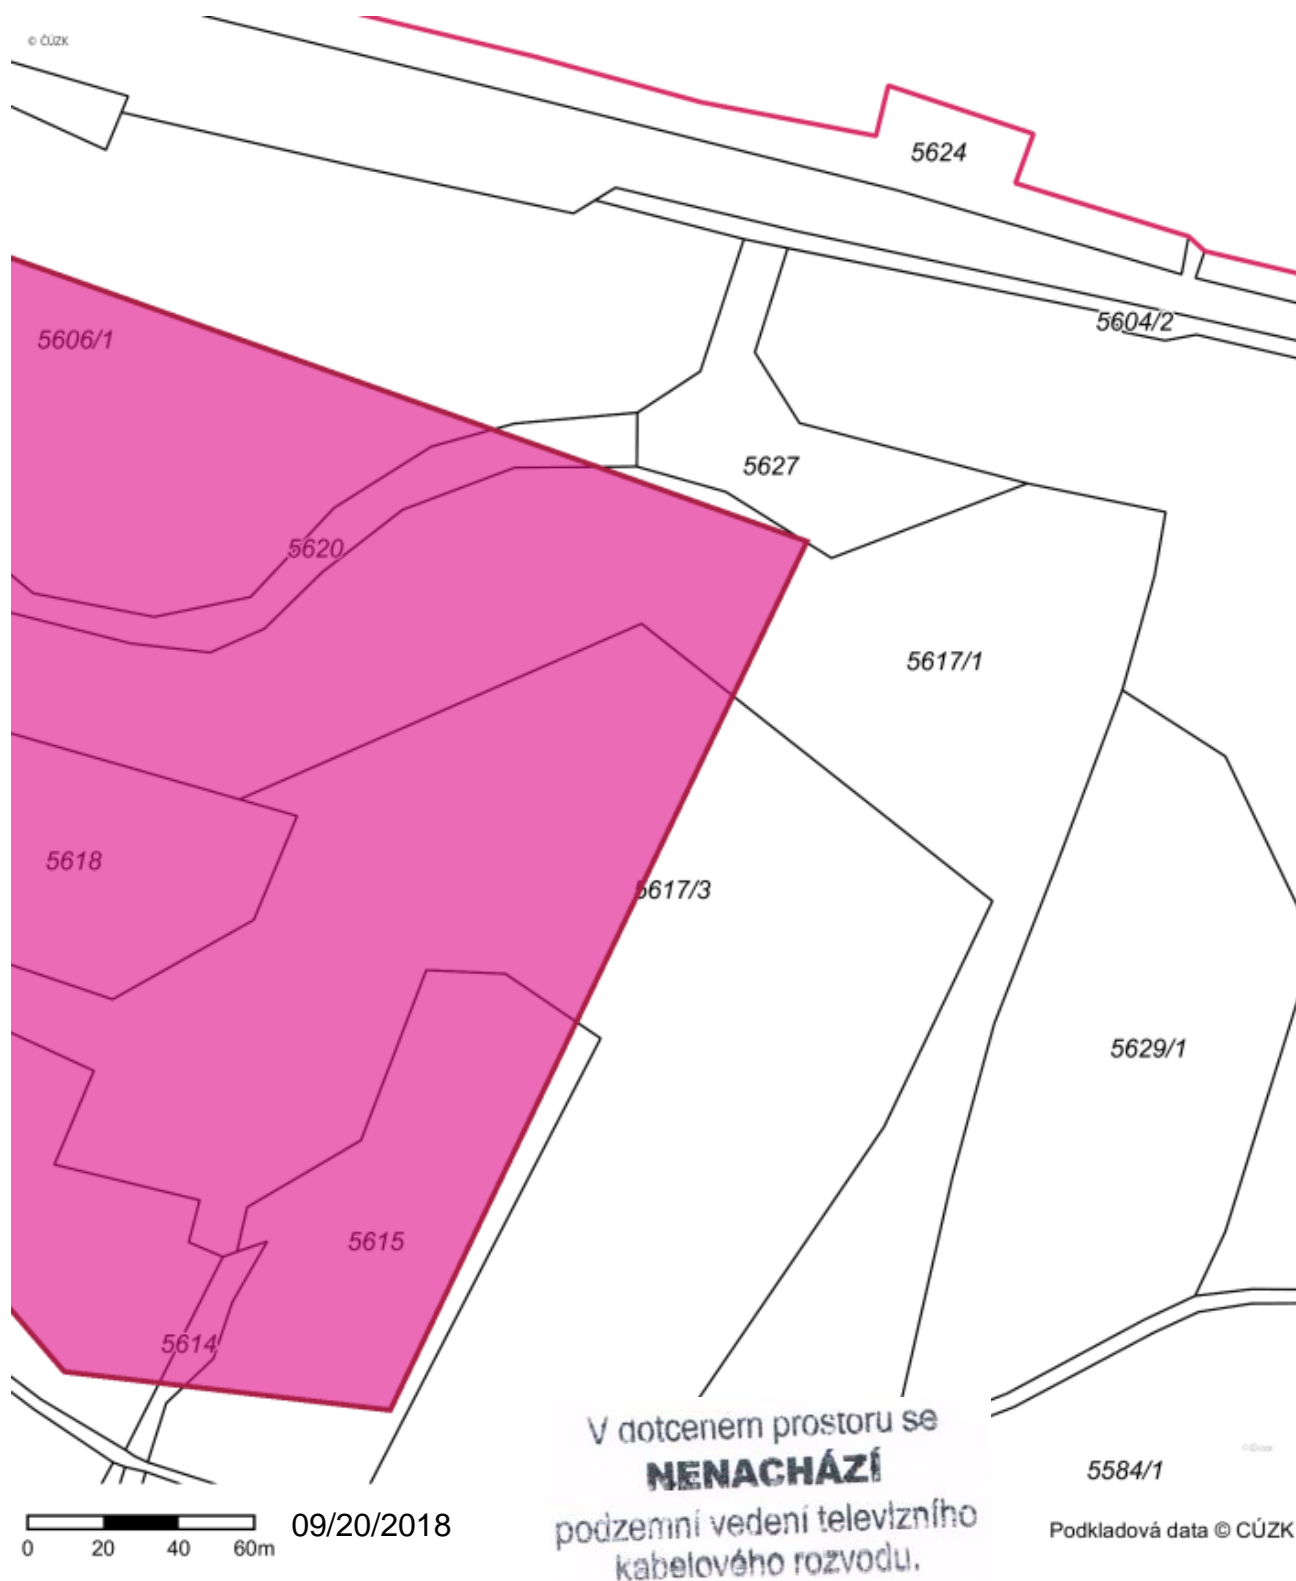 © ČÚZK
5624
5604/2
5606/1
5627
5620
5617/1
5618
5617/3
5629/1
5615
5614
V dotčeném prostoru se
NENACHÁZÍ
podzemní vedení televizního
kabelového rozvodu.
5584/1
09/20/2018
0 20 40 60m
Podkladová data © CÚZK